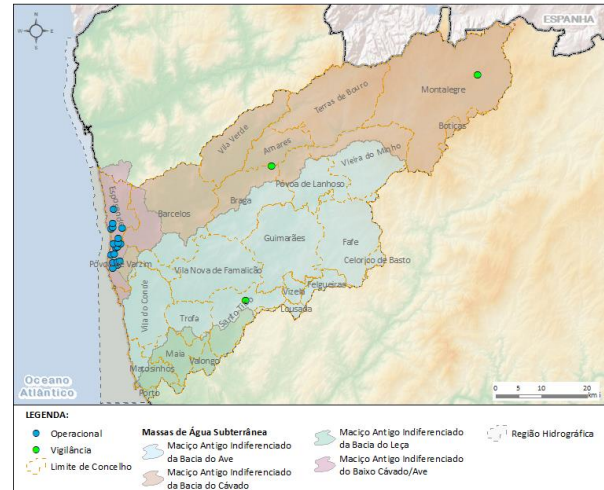 ESPANHA
N
W
E
S
Montalegre
Terras de Bouro
Boticas
Vila Verde
Amares
Vieira do Minho
Póvoa de Lanhoso
Braga
Barcelos
Esposende
Guimarães
Fafe
Póvoa de Varzim
Vila Nova de Famalicão
Celorico de Basto
Vila do Conde
Felgueiras
Vizela
Santo Tirso
Lousada
Trofa
Maia
Valongo
Matosinhos
Porto
Oceano
Atlântico
0 5 10 20
km
LEGENDA:
Operacional
Vigilância
Limite de Concelho
Massas de Água Subterrânea
Maciço Antigo Indiferenciado
da Bacia do Ave
Maciço Antigo Indiferenciado
da Bacia do Cávado
Maciço Antigo Indiferenciado
da Bacia do Leça
Maciço Antigo Indiferenciado
do Baixo Cávado/Ave
Região Hidrográfica